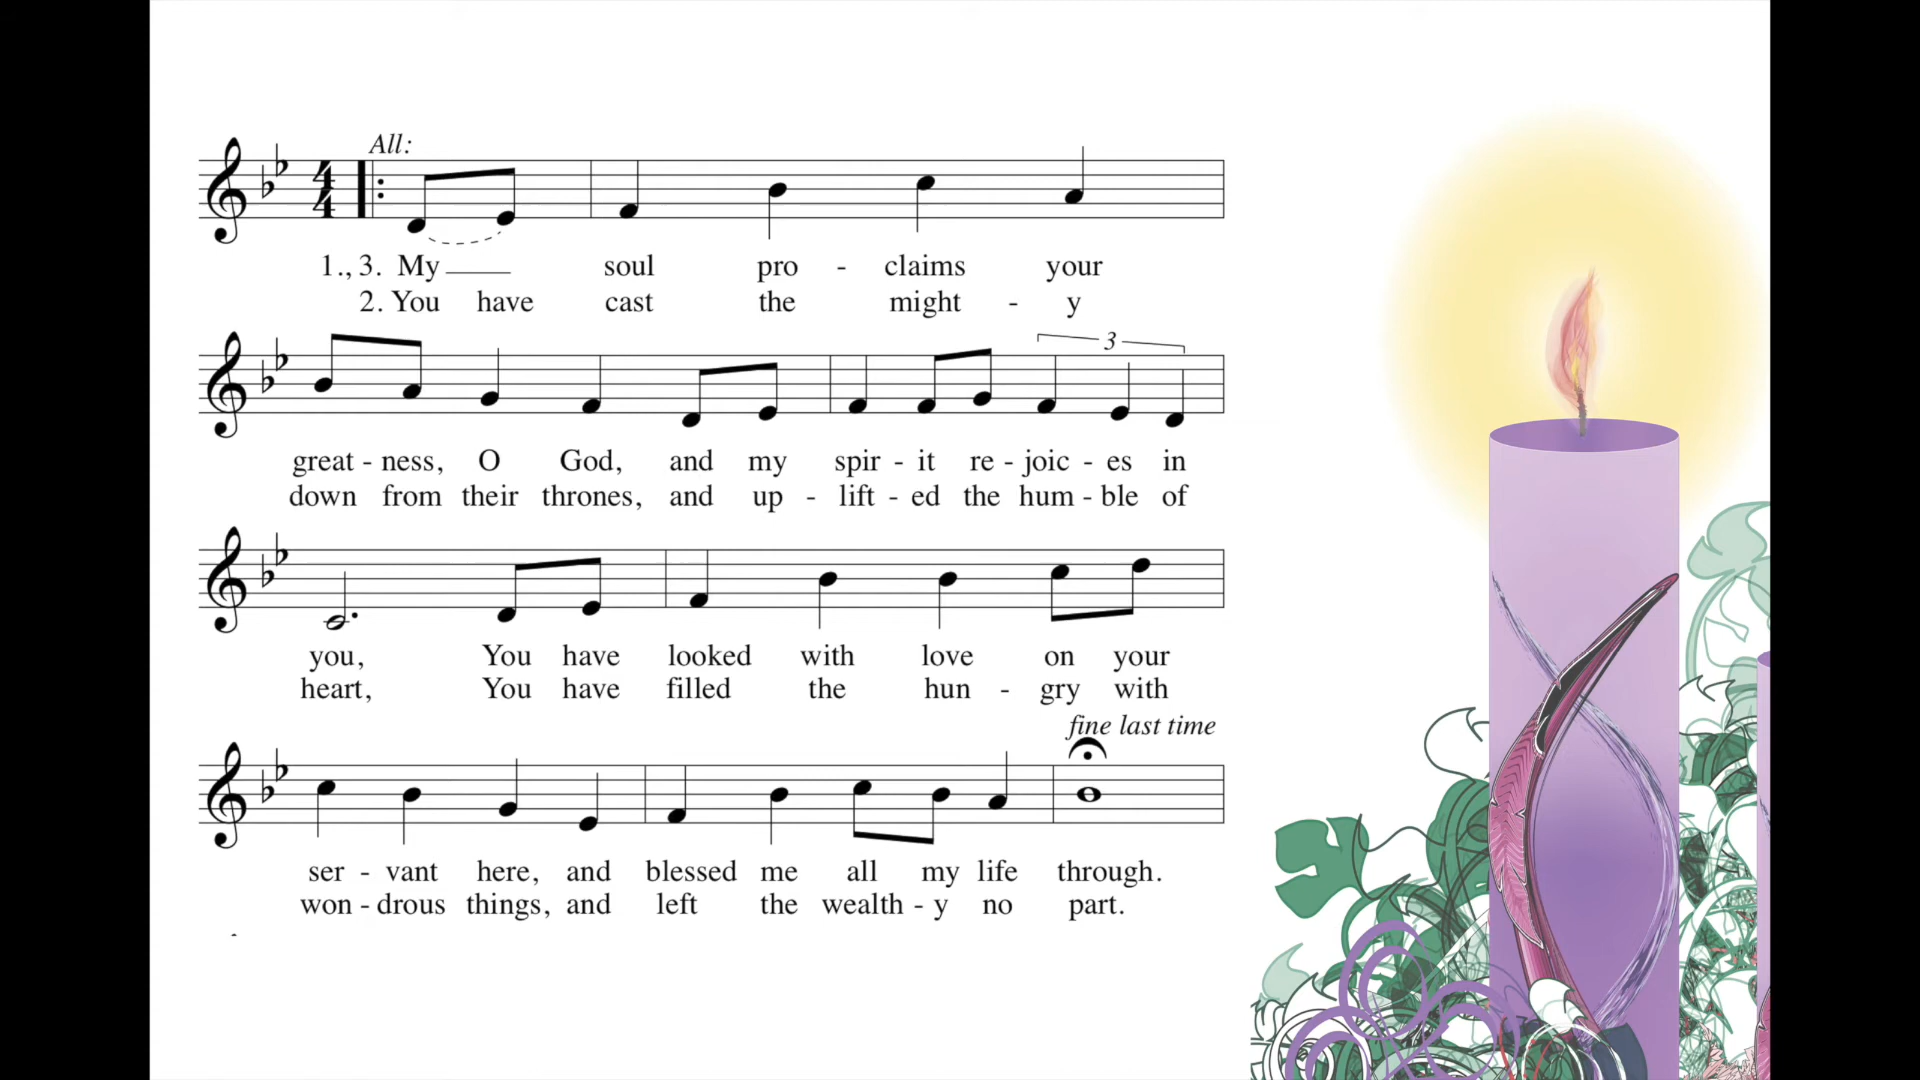 All:
1., 3. My soul pro - claims your
2. You have cast the might - y
3
great - ness, O God, and my spir - it re - joic - es in
down from their thrones, and up - lift - ed the hum - ble of
you, You have looked with love on your
heart, You have filled the hun - gry with
fine last time
ser - vant here, and blessed me all my life through.
won - drous things, and left the wealth - y no part.